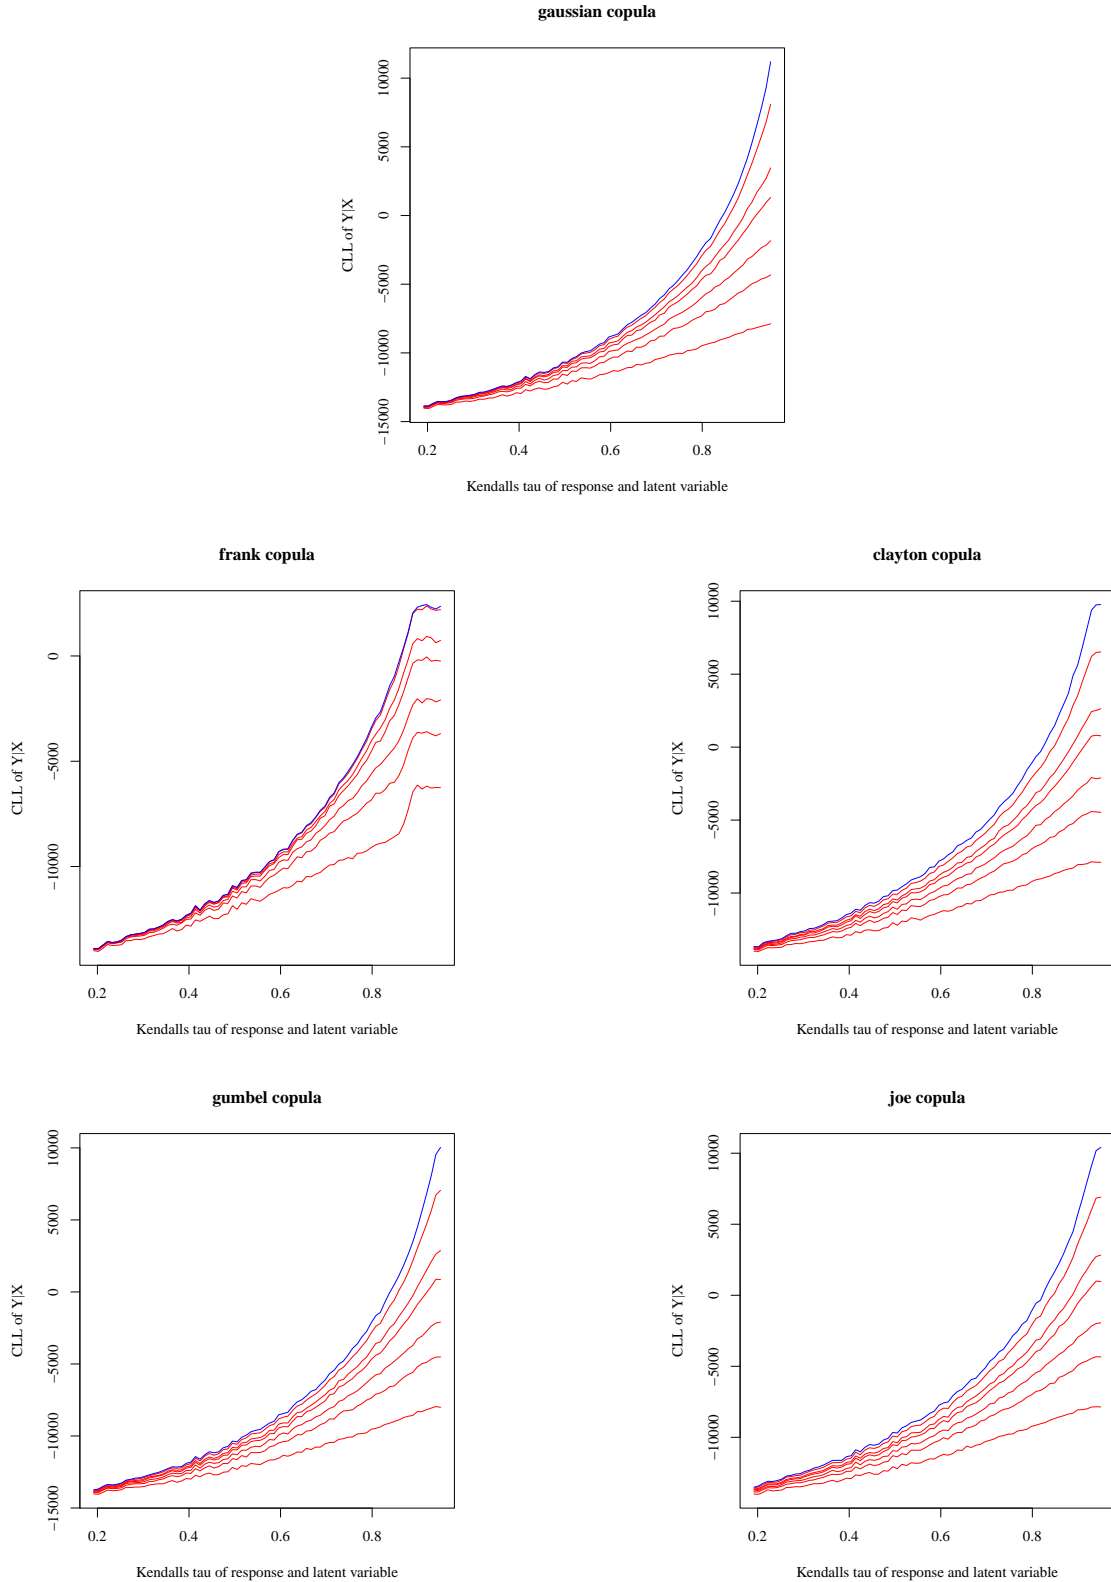 gaussian copula
CLL of Y|X
10000
5000
0
−5000
−10000
−15000
0.2 0.4 0.6 0.8
Kendalls tau of response and latent variable
frank copula
CLL of Y|X
0
−5000
−10000
0.2 0.4 0.6 0.8
Kendalls tau of response and latent variable
clayton copula
CLL of Y|X
10000
5000
0
−5000
−10000
0.2 0.4 0.6 0.8
Kendalls tau of response and latent variable
gumbel copula
CLL of Y|X
10000
5000
0
−5000
−10000
−15000
0.2 0.4 0.6 0.8
Kendalls tau of response and latent variable
joe copula
CLL of Y|X
10000
5000
0
−5000
−10000
0.2 0.4 0.6 0.8
Kendalls tau of response and latent variable